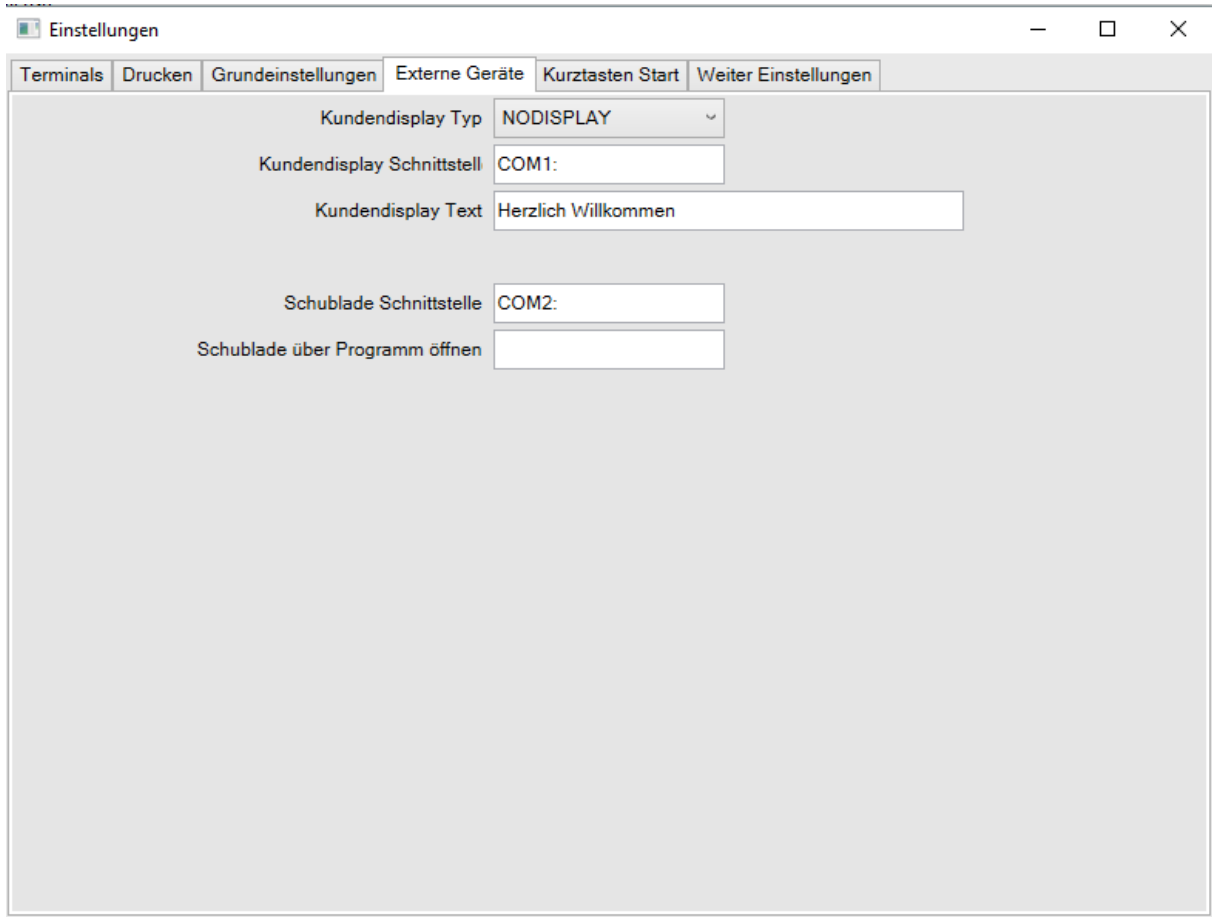 Einstellungen
Terminals Drucken Grundeinstellungen Externe Geräte Kurztasten Start Weiter Einstellungen
Kundendisplay Typ NODISPLAY
Kundendisplay Schnittstell COM1:
Kundendisplay Text Herzlich Willkommen
Schublade Schnittstelle COM2:
Schublade über Programm öffnen